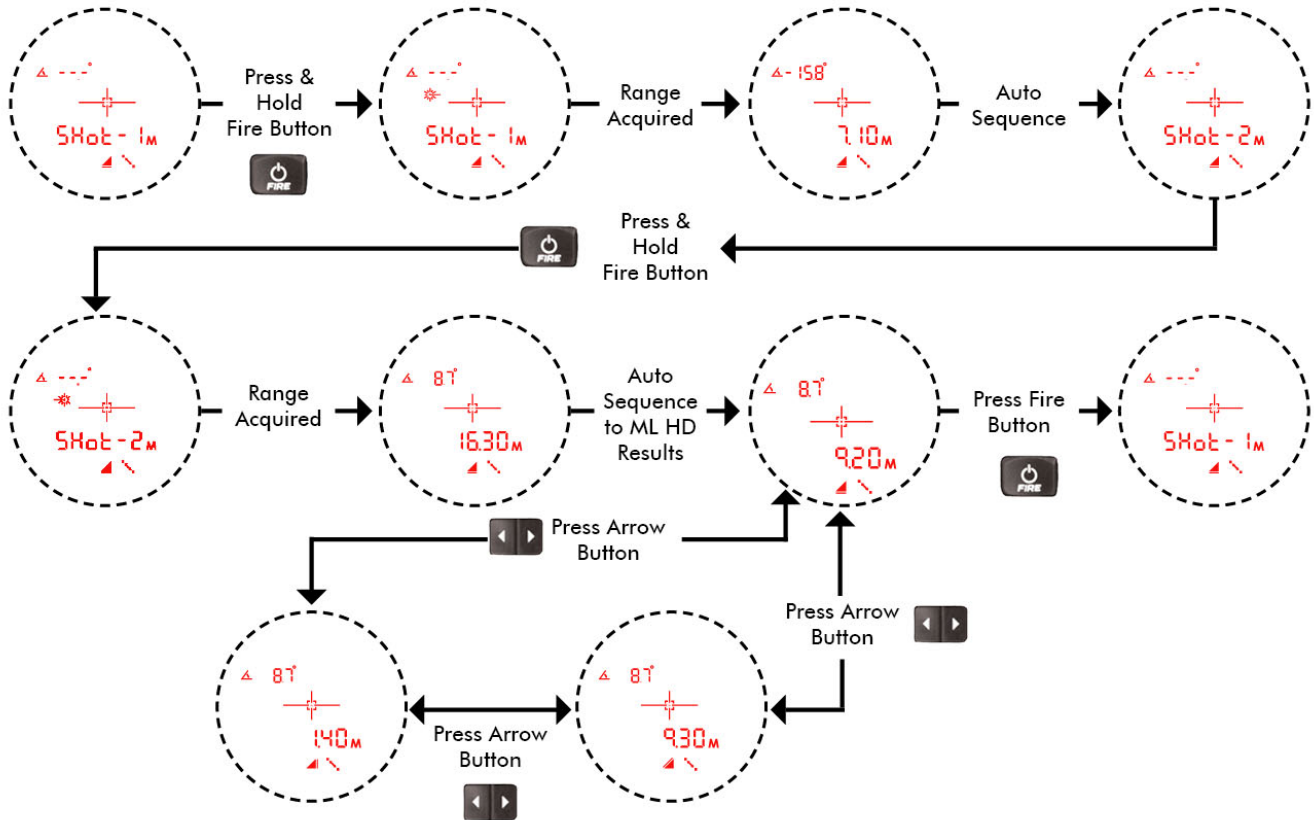 ---°
SHot-1M
Press &
Hold
Fire Button
FIRE
---°
SHot-1M
Range
Acquired
-15.8°
7.10M
Auto
Sequence
---°
SHot-2M
Press &
Hold
Fire Button
FIRE
---°
SHot-2M
Range
Acquired
8.7°
16.30M
Auto
Sequence
to ML HD
Results
8.7°
9.20M
Press Fire
Button
FIRE
---°
SHot-1M
Press Arrow
Button
Press Arrow
Button
8.7°
1.40M
Press Arrow
Button
8.7°
9.30M